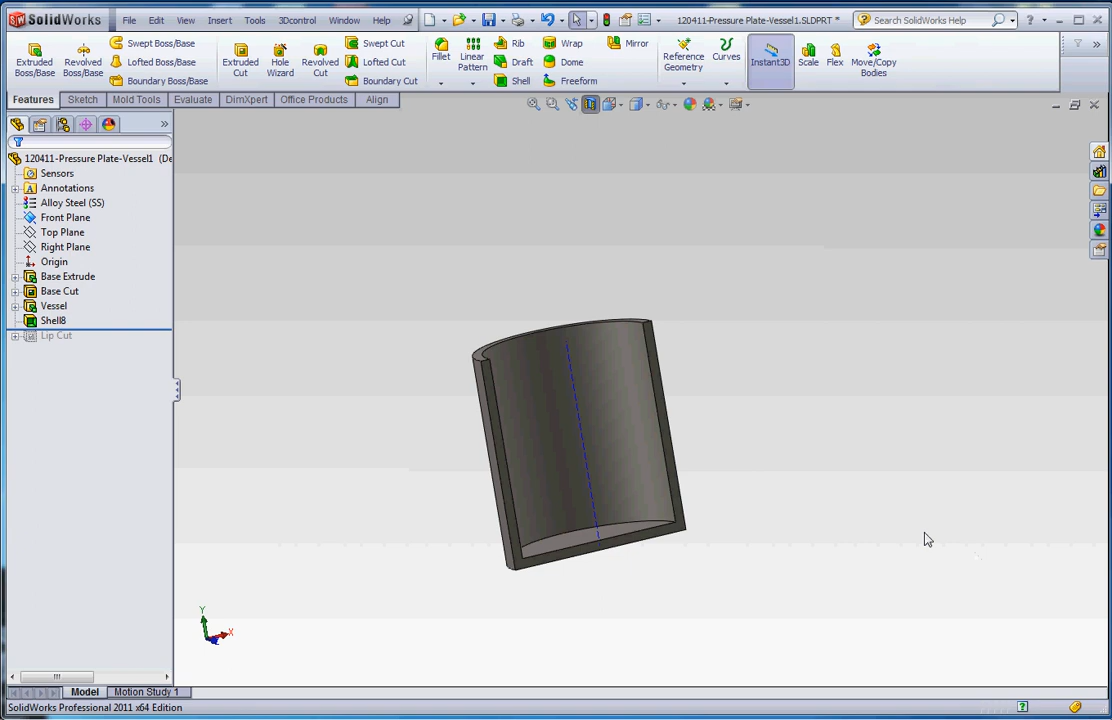 SW SolidWorks File Edit View Insert Tools 3Dcontrol Window Help 120411-Pressure Plate-Vessel1.SLDPRT * Search SolidWorks Help
Extruded Boss/Base
Revolved Boss/Base
Swept Boss/Base
Lofted Boss/Base
Boundary Boss/Base
Extruded Cut
Hole Wizard
Revolved Cut
Swept Cut
Lofted Cut
Boundary Cut
Fillet
Linear Pattern
Rib
Draft
Shell
Wrap
Dome
Freeform
Mirror
Reference Geometry
Curves
Instant3D
Scale
Flex
Move/Copy Bodies
Features Sketch Mold Tools Evaluate DimXpert Office Products Align
120411-Pressure Plate-Vessel1 (De
Sensors
Annotations
Alloy Steel (SS)
Front Plane
Top Plane
Right Plane
Origin
Base Extrude
Base Cut
Vessel
Shell8
Lip Cut
Y
X
Model Motion Study 1
SolidWorks Professional 2011 x64 Edition